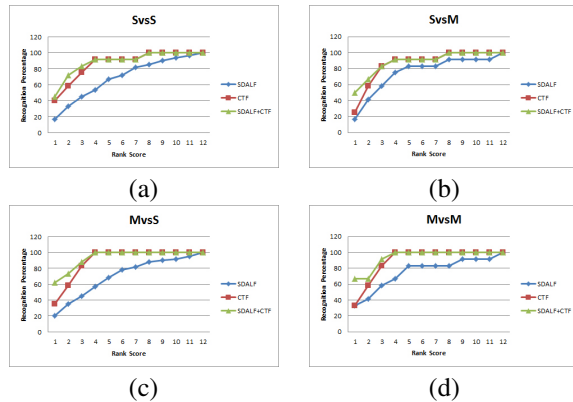 SvsS
Recognition Percentage
120
100
80
60
40
20
0
1 2 3 4 5 6 7 8 9 10 11 12
Rank Score
SDALF
CTF
SDALF+CTF
(a)
SvsM
Recognition Percentage
120
100
80
60
40
20
0
1 2 3 4 5 6 7 8 9 10 11 12
Rank Score
SDALF
CTF
SDALF+CTF
(b)
MvsS
Recognition Percentage
120
100
80
60
40
20
0
1 2 3 4 5 6 7 8 9 10 11 12
Rank Score
SDALF
CTF
SDALF+CTF
(c)
MvsM
Recognition Percentage
120
100
80
60
40
20
0
1 2 3 4 5 6 7 8 9 10 11 12
Rank Score
SDALF
CTF
SDALF+CTF
(d)